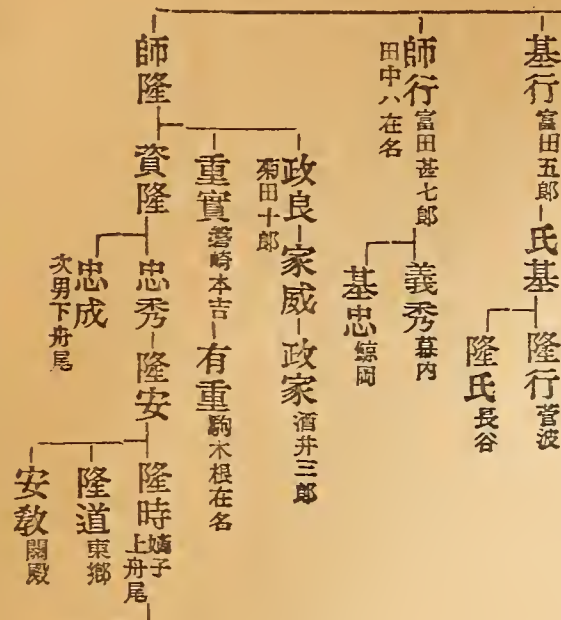 基行 富田五郎
氏基
隆行 菅波
隆氏 長谷
師行 富田甚七郎
田中ハ在名
義秀 幕内
基忠 鯨岡
師隆
政良
菊田十郎
家威
政家 酒井三郎
重實 磐崎本吉
有重 駒木根在名
資隆
忠秀
隆安
隆時 嫡子
上舟尾
隆道 東郷
安教 關殿
忠成
次男下舟尾